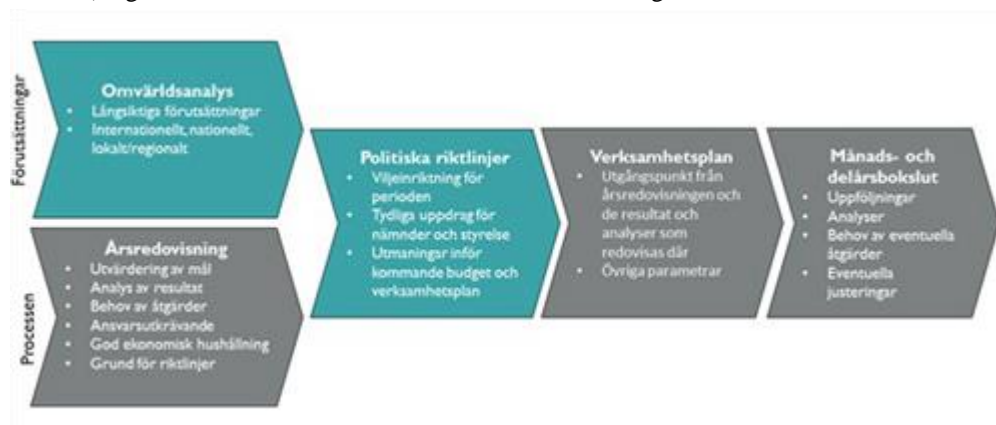 Förutsättningar
Omvärldsanalys
• Långsiktiga förutsättningar
• Internationellt, nationellt,
lokalt/regionalt
Processen
Årsredovisning
• Utvärdering av mål
• Analys av resultat
• Behov av åtgärder
• Ansvarsutkrävande
• God ekonomisk hushållning
• Grund för riktlinjer
Politiska riktlinjer
• Viljeinriktning för
perioden
• Tydliga uppdrag för
nämnder och styrelse
• Utmaningar inför
kommande budget och
verksamhetsplan
Verksamhetsplan
• Utgångspunkt från
årsredovisningen och
de resultat och
analyser som
redovisas där
• Övriga parametrar
Månads- och
delårsbokslut
• Uppföljningar
• Analyser
• Behov av eventuella
åtgärder
• Eventuella
justeringar